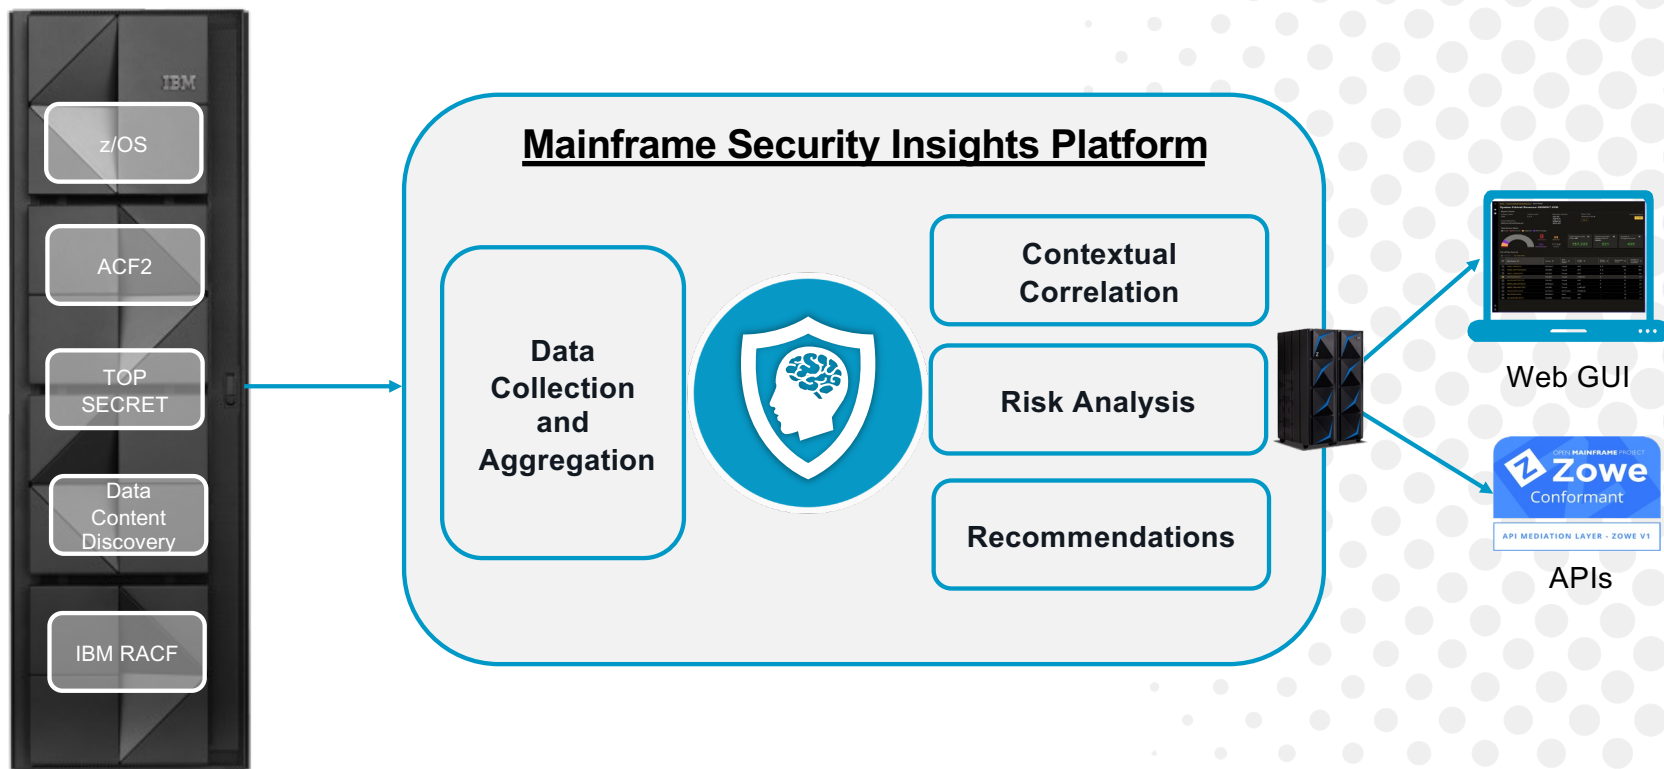 IBM
z/OS
ACF2
TOP
SECRET
Data
Content
Discovery
IBM RACF
Mainframe Security Insights Platform
Data
Collection
and
Aggregation
Contextual
Correlation
Risk Analysis
Recommendations
Web GUI
OPEN MAINFRAME PROJECT
Zowe
Conformant
API MEDIATION LAYER - ZOWE V1
APIs